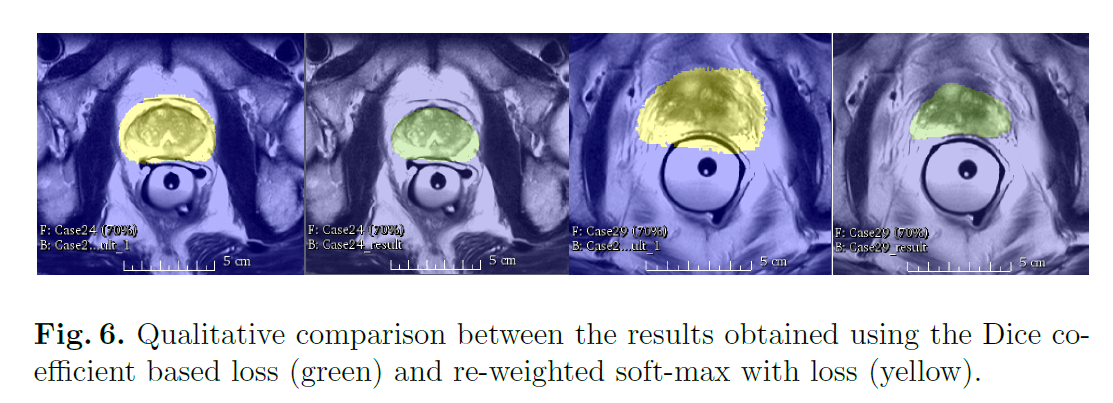 F: Case24 (70%)
B: Case2...ult_1
5 cm
F: Case24 (70%)
B: Case24_result
5 cm
F: Case29 (70%)
B: Case2...ult_1
5 cm
F: Case29 (70%)
B: Case29_result
5 cm
Fig. 6. Qualitative comparison between the results obtained using the Dice co-
efficient based loss (green) and re-weighted soft-max with loss (yellow).